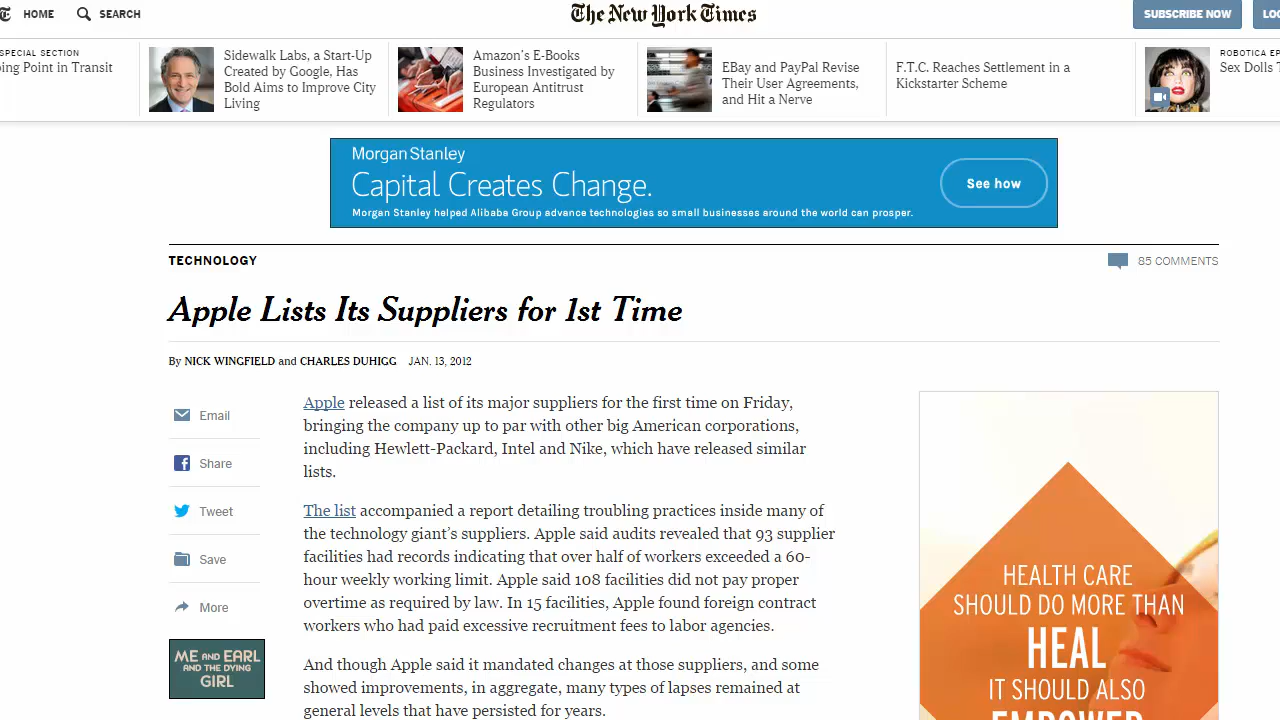 HOME
SEARCH
The New York Times
SUBSCRIBE NOW
SPECIAL SECTION
in Transit
Sidewalk Labs, a Start-Up
Created by Google, Has
Bold Aims to Improve City
Living
Amazon's E-Books
Business Investigated by
European Antitrust
Regulators
EBay and PayPal Revise
Their User Agreements,
and Hit a Nerve
F.T.C. Reaches Settlement in a
Kickstarter Scheme
ROBOTICA
Sex Dolls
Morgan Stanley
Capital Creates Change.
Morgan Stanley helped Alibaba Group advance technologies so small businesses around the world can prosper.
See how
TECHNOLOGY
85 COMMENTS
Apple Lists Its Suppliers for 1st Time
By NICK WINGFIELD and CHARLES DUHIGG JAN. 13, 2012
Email
Share
Tweet
Save
More
ME AND EARL
AND THE DYING
GIRL
Apple released a list of its major suppliers for the first time on Friday,
bringing the company up to par with other big American corporations,
including Hewlett-Packard, Intel and Nike, which have released similar
lists.
The list accompanied a report detailing troubling practices inside many of
the technology giant's suppliers. Apple said audits revealed that 93 supplier
facilities had records indicating that over half of workers exceeded a 60-
hour weekly working limit. Apple said 108 facilities did not pay proper
overtime as required by law. In 15 facilities, Apple found foreign contract
workers who had paid excessive recruitment fees to labor agencies.
And though Apple said it mandated changes at those suppliers, and some
showed improvements, in aggregate, many types of lapses remained at
general levels that have persisted for years.
HEALTH CARE
SHOULD DO MORE THAN
HEAL
IT SHOULD ALSO
EMPOWER